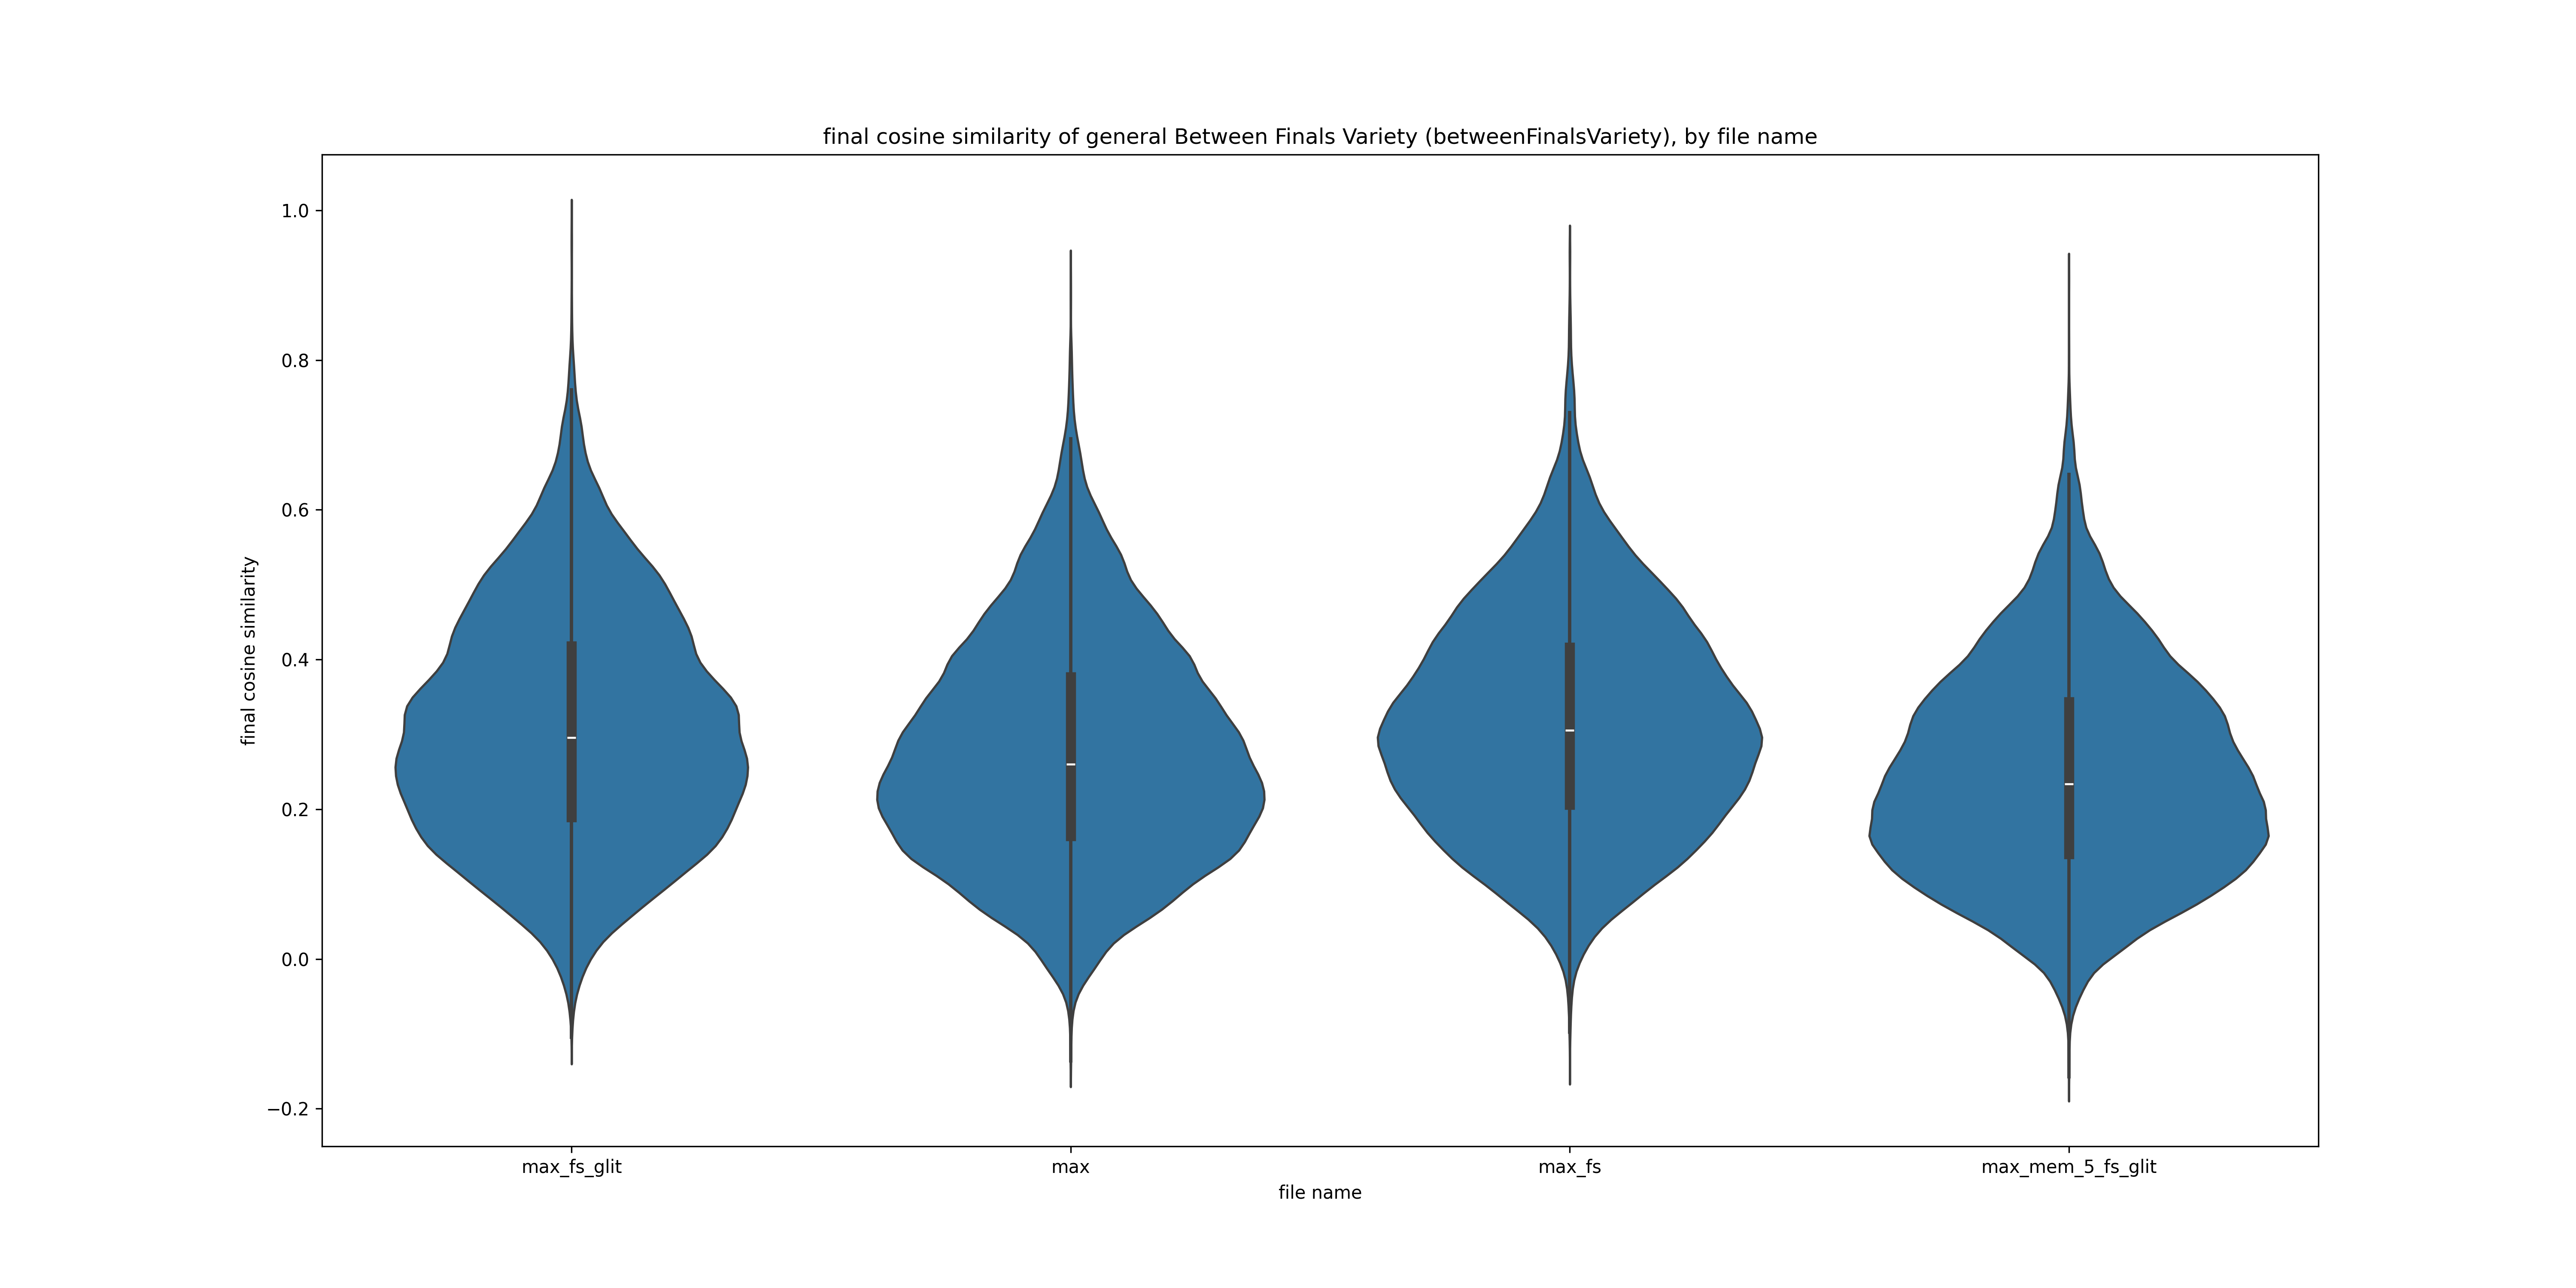 final cosine similarity of general Between Finals Variety (betweenFinalsVariety), by file name
final cosine similarity
1.0
0.8
0.6
0.4
0.2
0.0
−0.2
max_fs_glit
max
max_fs
max_mem_5_fs_glit
file name